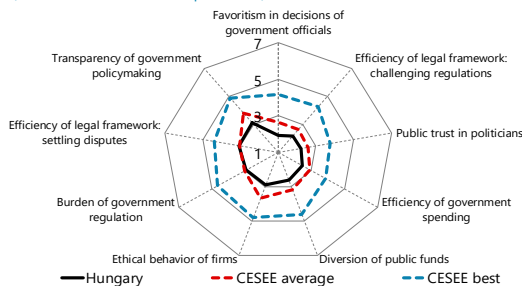 Favoritism in decisions of
government officials
7
Transparency of government
policymaking
Efficiency of legal framework:
challenging regulations
5
3
Efficiency of legal framework:
settling disputes
Public trust in politicians
1
Burden of government
regulation
Efficiency of government
spending
Ethical behavior of firms
Diversion of public funds
Hungary
CESEE average
CESEE best